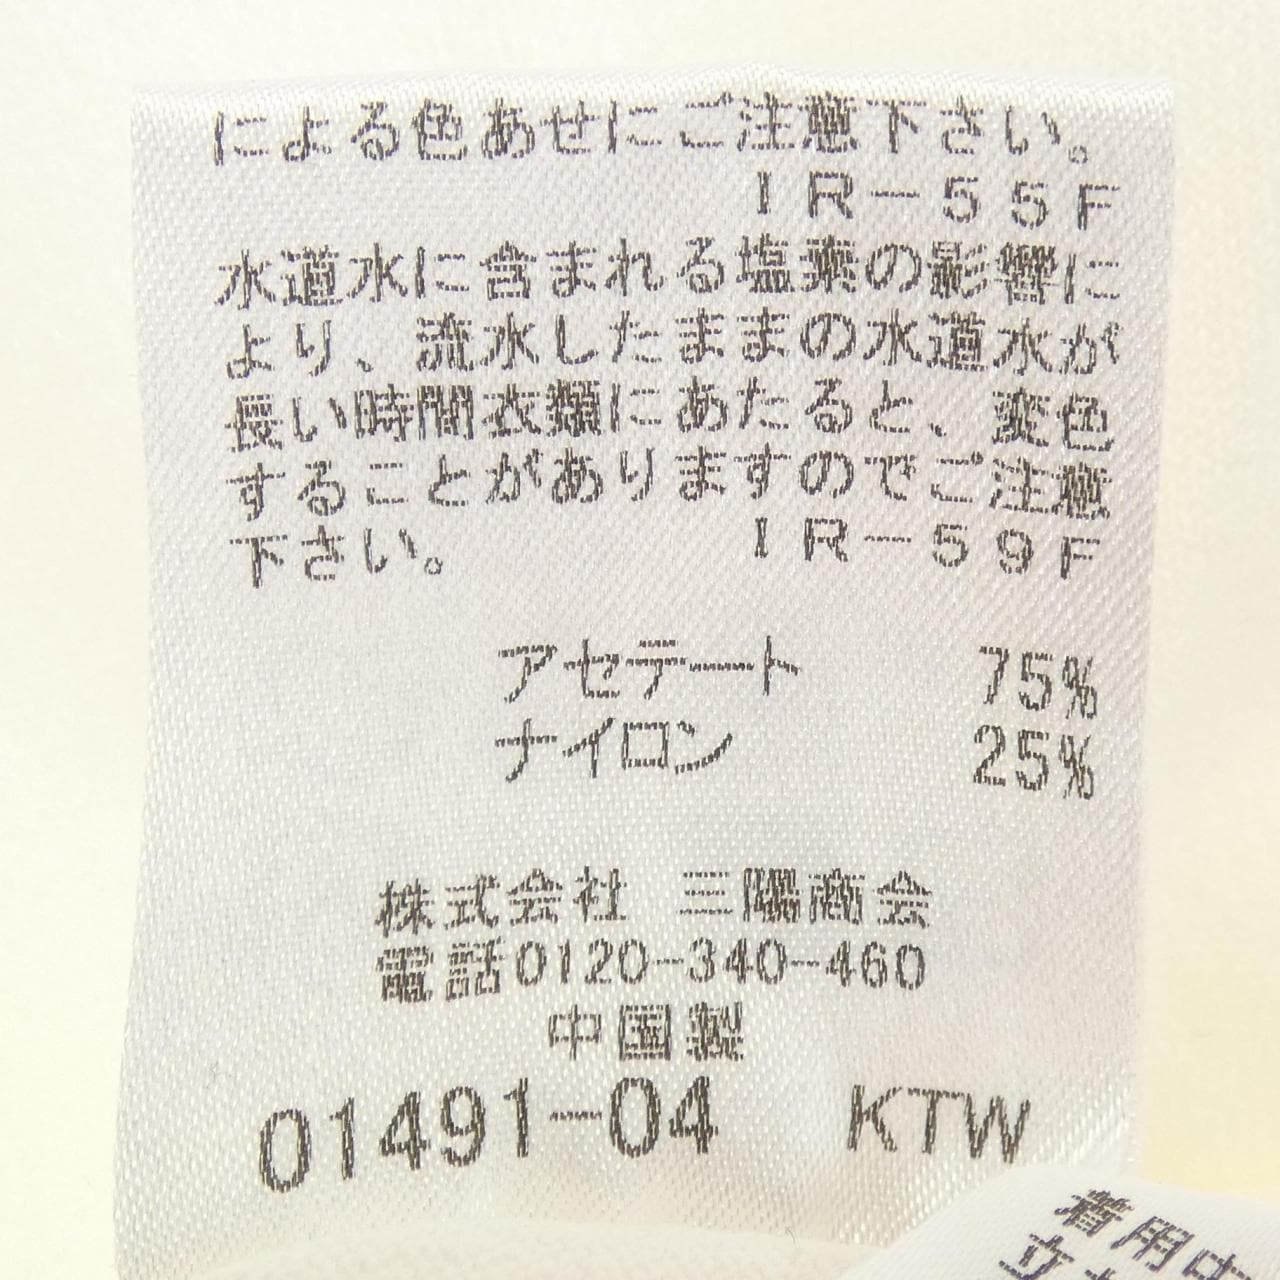 による色あせにご注意下さい。
IR-55F
水道水に含まれる塩素の影響に
より、流水したままの水道水が
長い時間衣類にあたると、変色
することがありますのでご注意
下さい。 IR-59F
アセテート 75%
ナイロン 25%
株式会社 三陽商会
電話0120-340-460
中国製
01491-04 KTW
着用中
立